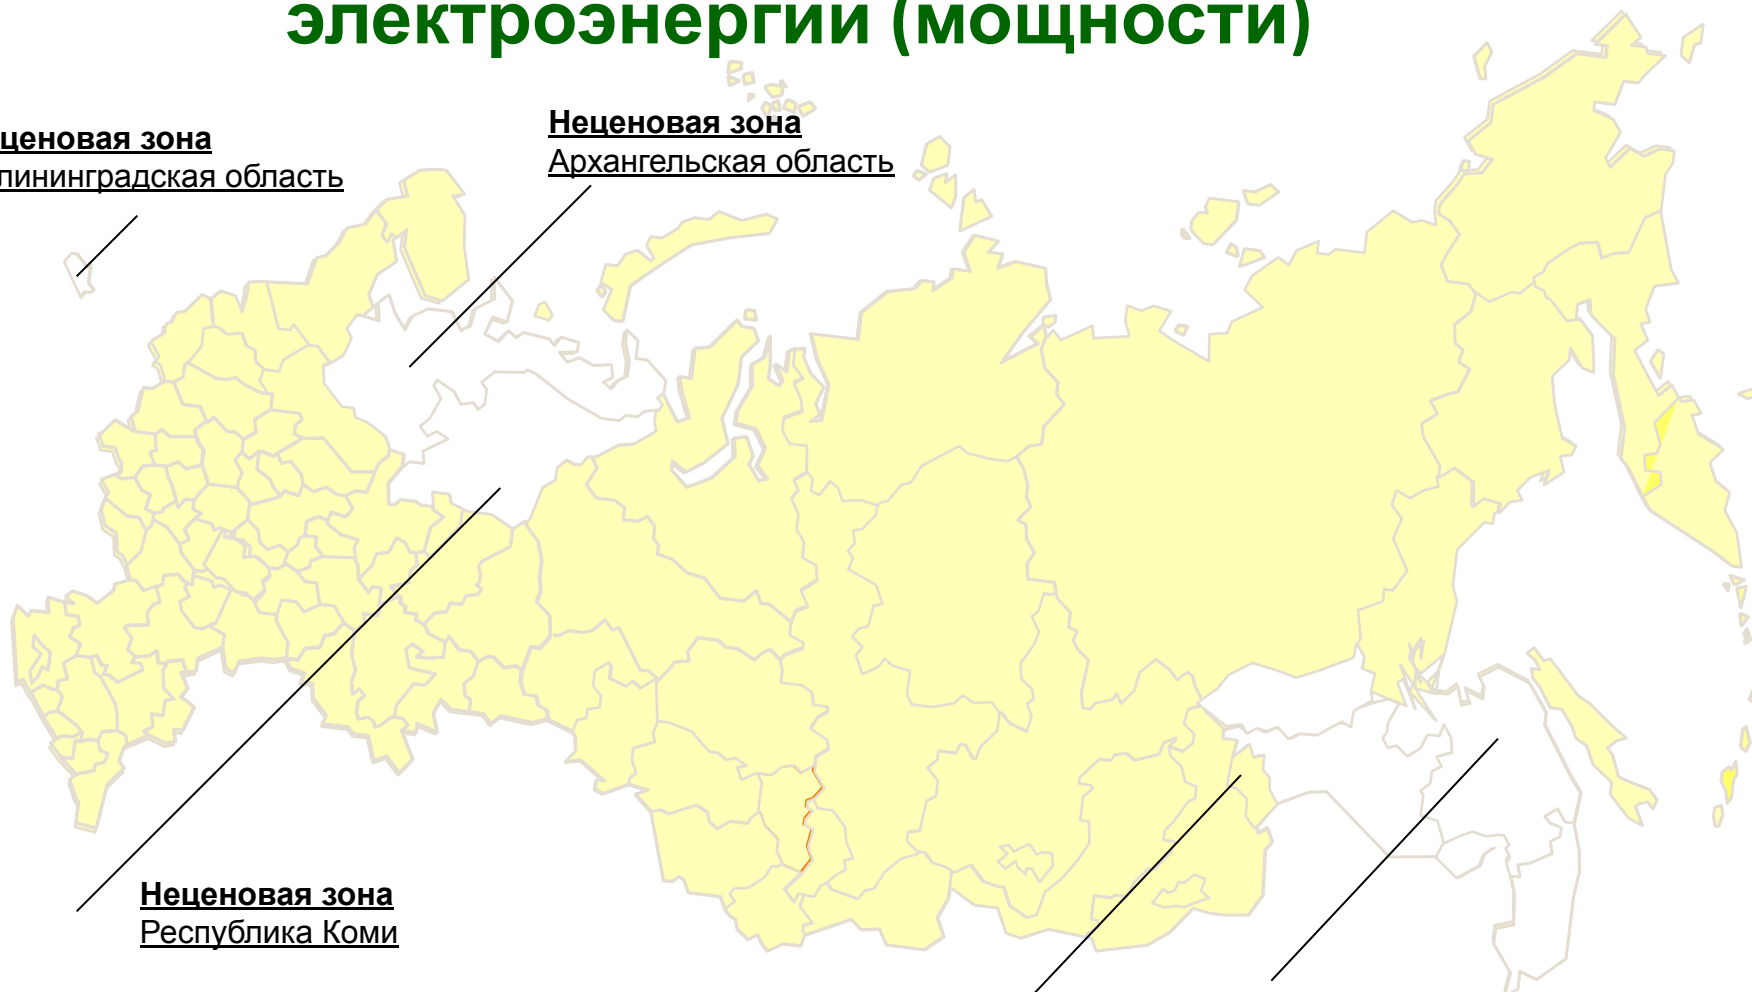 электроэнергии (мощности)
Неценовая зона
Архангельская область
ценовая зона
лининградская область
Неценовая зона
Республика Коми